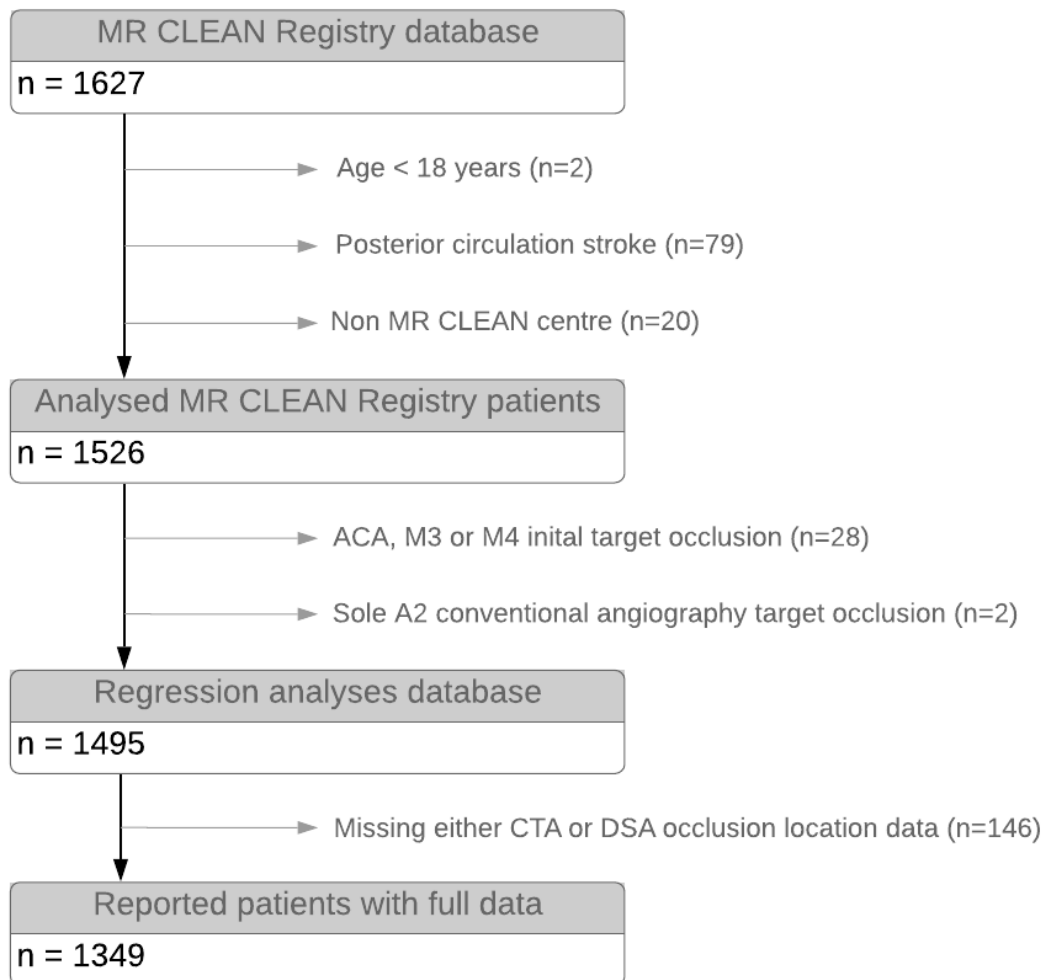 MR CLEAN Registry database
n = 1627
Age < 18 years (n=2)
Posterior circulation stroke (n=79)
Non MR CLEAN centre (n=20)
Analysed MR CLEAN Registry patients
n = 1526
ACA, M3 or M4 inital target occlusion (n=28)
Sole A2 conventional angiography target occlusion (n=2)
Regression analyses database
n = 1495
Missing either CTA or DSA occlusion location data (n=146)
Reported patients with full data
n = 1349